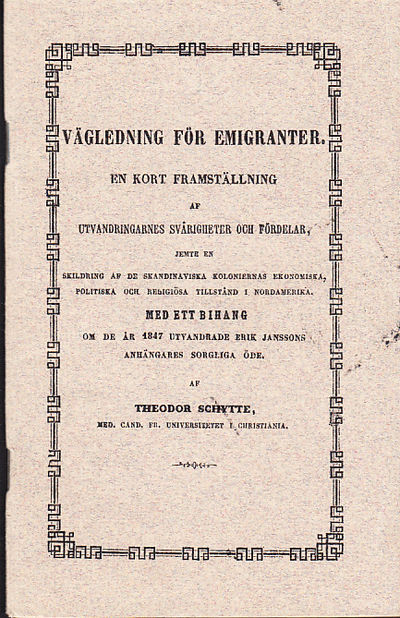 VÄGLEDNING FÖR EMIGRANTER.
EN KORT FRAMSTÄLLNING
AF
UTVANDRINGARNES SVÅRIGHETER OCH FÖRDELAR,
JEMTE EN
SKILDRING AF DE SKANDINAVISKA KOLONIERNAS EKONOMISKA,
POLITISKA OCH RELIGIÖSA TILLSTÅND I NORDAMERIKA.
MED ETT BIHANG
OM DE ÅR 1847 UTVANDRADE ERIK JANSSONS
ANHÄNGARES SORGLIGA ÖDE.
AF
THEODOR SCHYTTE,
MED. CAND. FR. UNIVERSITETET I CHRISTIANIA.